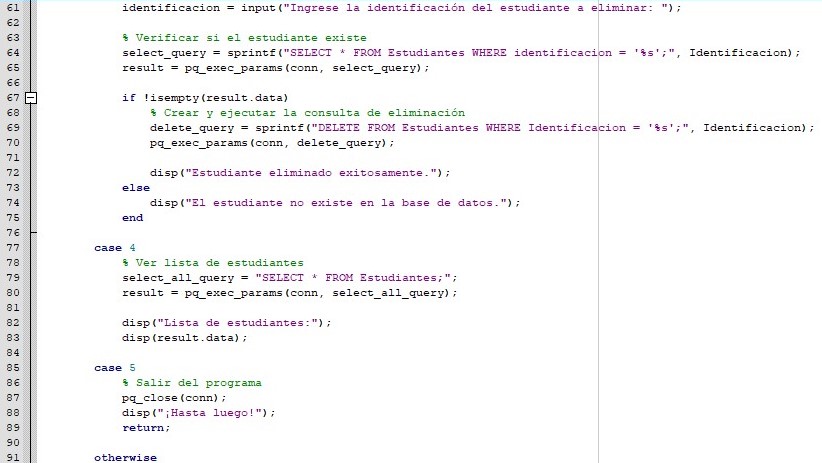 61 identificacion = input("Ingrese la identificación del estudiante a eliminar: ");
62
63 % Verificar si el estudiante existe
64 select_query = sprintf("SELECT * FROM Estudiantes WHERE identificacion = '%s';", Identificacion);
65 result = pq_exec_params(conn, select_query);
66
67 if !isempty(result.data)
68 % Crear y ejecutar la consulta de eliminación
69 delete_query = sprintf("DELETE FROM Estudiantes WHERE Identificacion = '%s';", Identificacion);
70 pq_exec_params(conn, delete_query);
71
72 disp("Estudiante eliminado exitosamente.");
73 else
74 disp("El estudiante no existe en la base de datos.");
75 end
76
77 case 4
78 % Ver lista de estudiantes
79 select_all_query = "SELECT * FROM Estudiantes;";
80 result = pq_exec_params(conn, select_all_query);
81
82 disp("Lista de estudiantes:");
83 disp(result.data);
84
85 case 5
86 % Salir del programa
87 pq_close(conn);
88 disp("¡Hasta luego!");
89 return;
90
91 otherwise